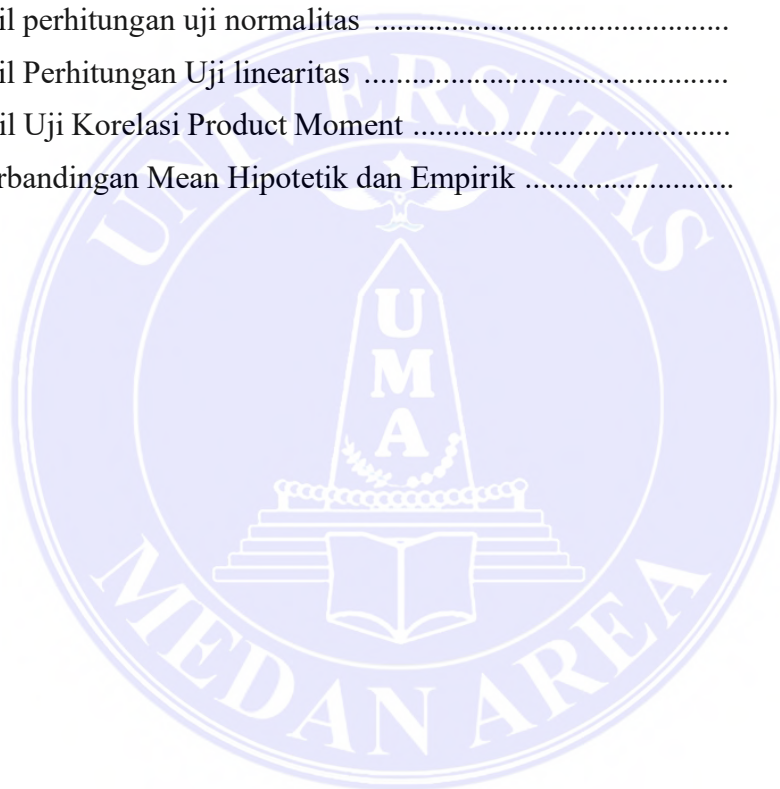 il perhitungan uji normalitas .............................................
il Perhitungan Uji linearitas ..............................................
il Uji Korelasi Product Moment ........................................
rbandingan Mean Hipotetik dan Empirik ..........................
UNIVERSITAS
U
M
A
MEDAN AREA